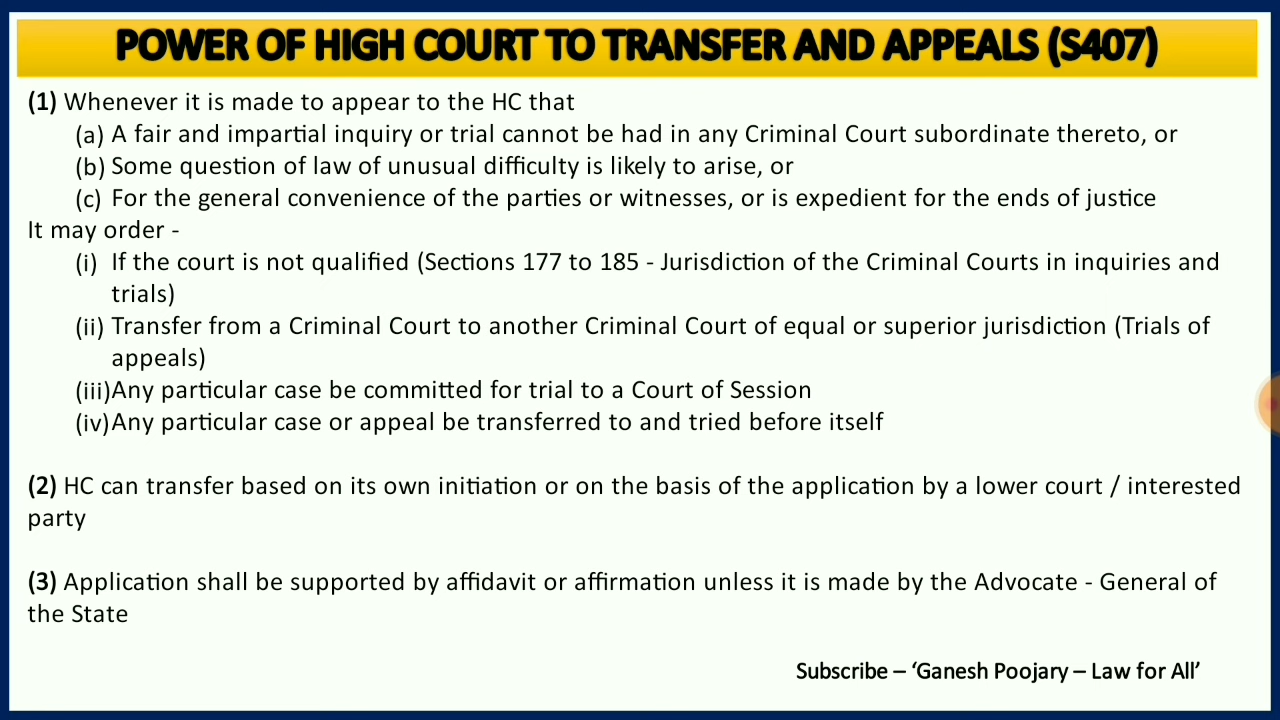 POWER OF HIGH COURT TO TRANSFER AND APPEALS (S407)
(1) Whenever it is made to appear to the HC that
(a) A fair and impartial inquiry or trial cannot be had in any Criminal Court subordinate thereto, or
(b) Some question of law of unusual difficulty is likely to arise, or
(c) For the general convenience of the parties or witnesses, or is expedient for the ends of justice
It may order -
(i) If the court is not qualified (Sections 177 to 185 - Jurisdiction of the Criminal Courts in inquiries and
trials)
(ii) Transfer from a Criminal Court to another Criminal Court of equal or superior jurisdiction (Trials of
appeals)
(iii)Any particular case be committed for trial to a Court of Session
(iv)Any particular case or appeal be transferred to and tried before itself
(2) HC can transfer based on its own initiation or on the basis of the application by a lower court / interested
party
(3) Application shall be supported by affidavit or affirmation unless it is made by the Advocate - General of
the State
Subscribe – ‘Ganesh Poojary – Law for All’